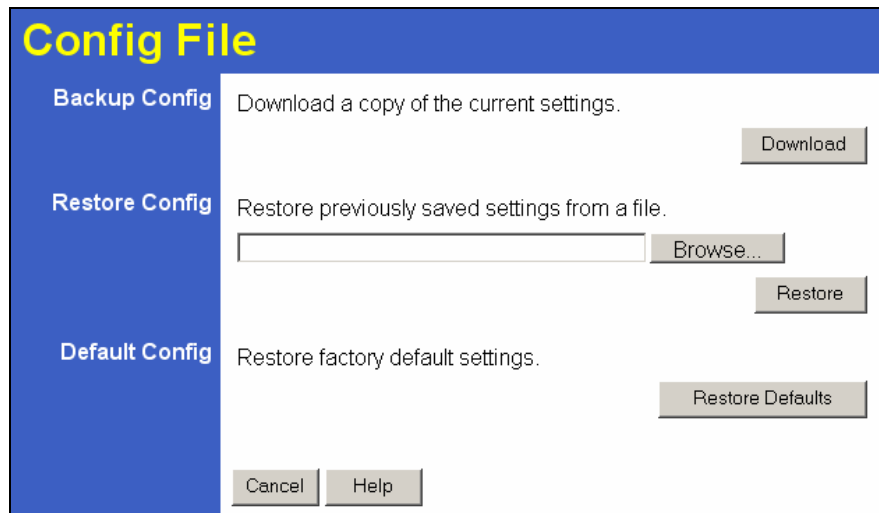 Config File
Backup Config
Download a copy of the current settings.
Download
Restore Config
Restore previously saved settings from a file.
Browse...
Restore
Default Config
Restore factory default settings.
Restore Defaults
Cancel Help